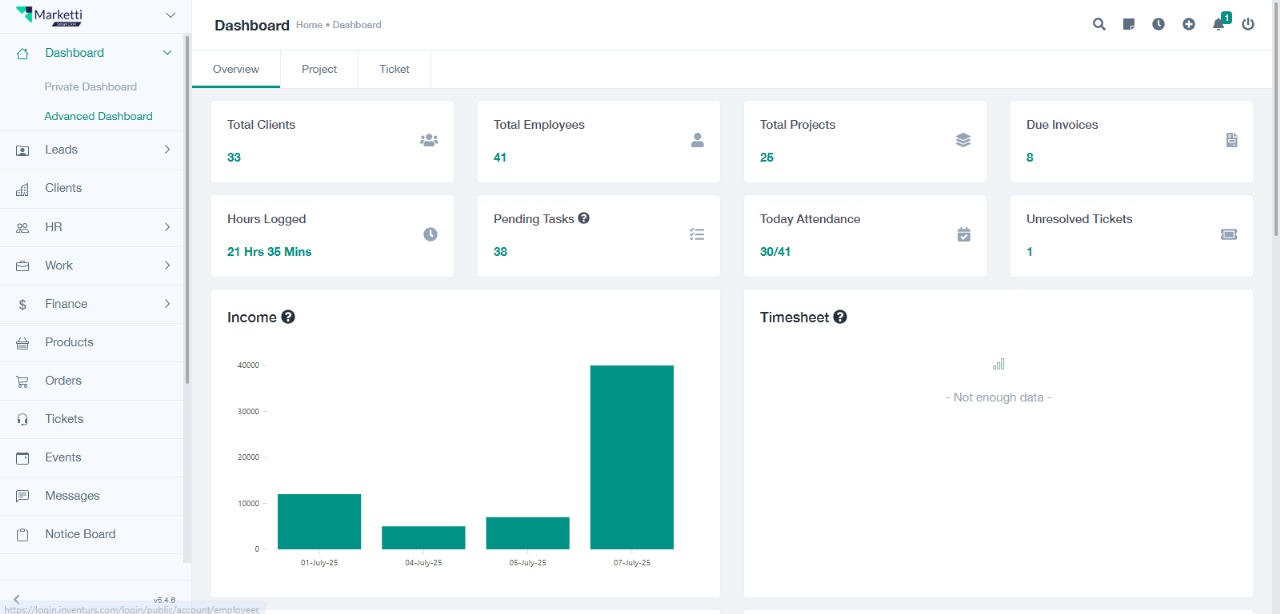 Marketti
Dashboard
Private Dashboard
Advanced Dashboard
Leads
Clients
HR
Work
Finance
Products
Orders
Tickets
Events
Messages
Notice Board
v5.4.6
https://login.inventurs.com/login/public/account/employees
Dashboard Home • Dashboard
1
Overview Project Ticket
Total Clients
33
Total Employees
41
Total Projects
25
Due Invoices
8
Hours Logged
21 Hrs 35 Mins
Pending Tasks
38
Today Attendance
30/41
Unresolved Tickets
1
Income
40000
30000
20000
10000
0
01-July-25 04-July-25 05-July-25 07-July-25
Timesheet
- Not enough data -